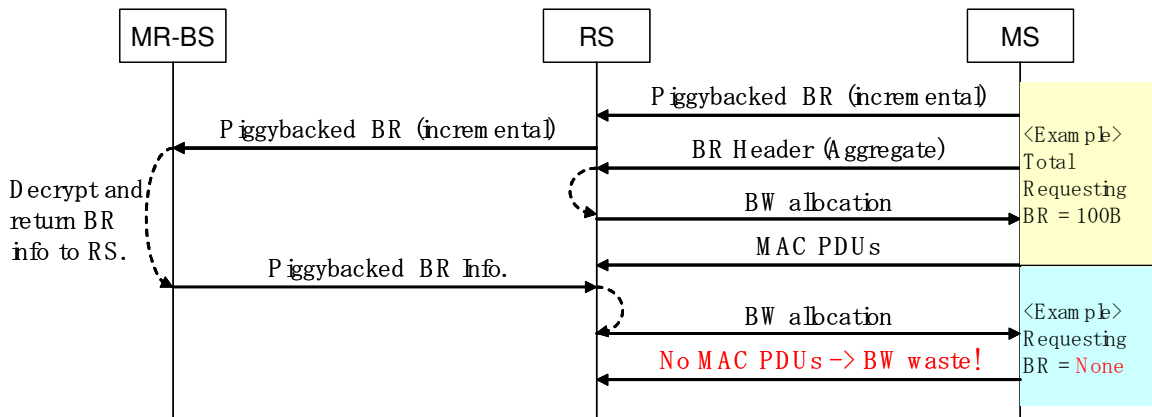 MR-BS
RS
MS
Piggybacked BR (incremental)
Piggybacked BR (incremental)
BR Header (Aggregate)
<Example>
Total
Requesting
BR = 100B
Decrypt and
return BR
info to RS.
BW allocation
MAC PDUs
Piggybacked BR Info.
BW allocation
<Example>
Requesting
BR = None
No MAC PDUs -> BW waste!